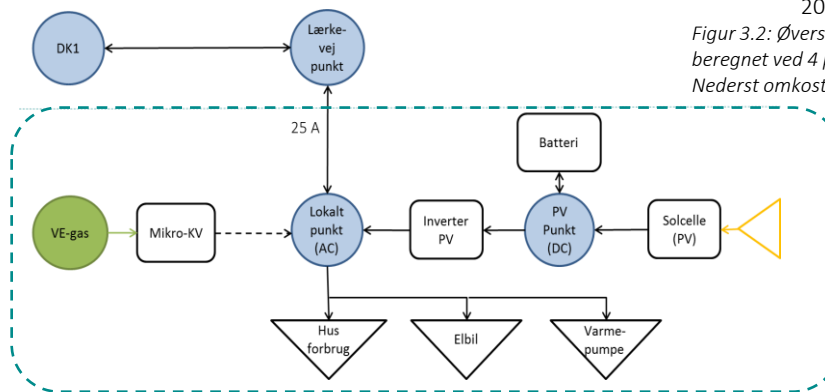 20
Figur 3.2: Øvers
beregnet ved 4 p
Nederst omkost
DK1
Lærke-
vej
punkt
25 A
Batteri
VE-gas
Mikro-KV
Lokalt
punkt
(AC)
Inverter
PV
PV
Punkt
(DC)
Solcelle
(PV)
Hus
forbrug
Elbil
Varme-
pumpe